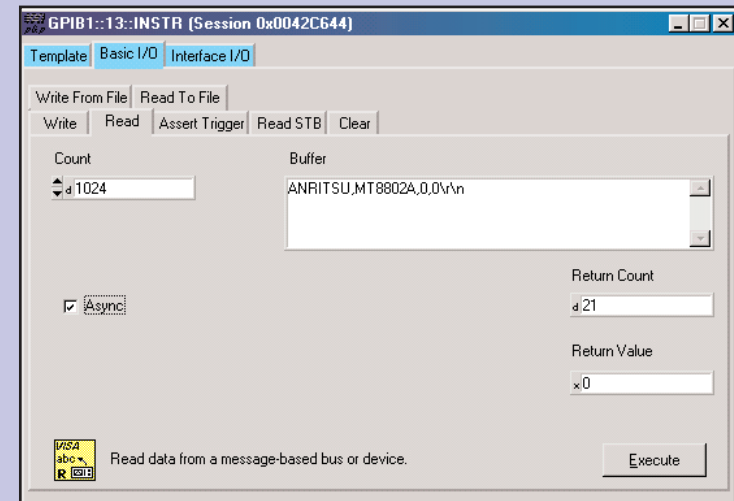 GPIB1::13::INSTR (Session 0x0042C644)
Template Basic I/O Interface I/O
Write From File Read To File
Write Read Assert Trigger Read STB Clear
Count Buffer
d 1024 ANRITSU,MT8802A,0,0\r\n
Return Count
Async d 21
Return Value
x 0
VISA
abc
R
Read data from a message-based bus or device. Execute